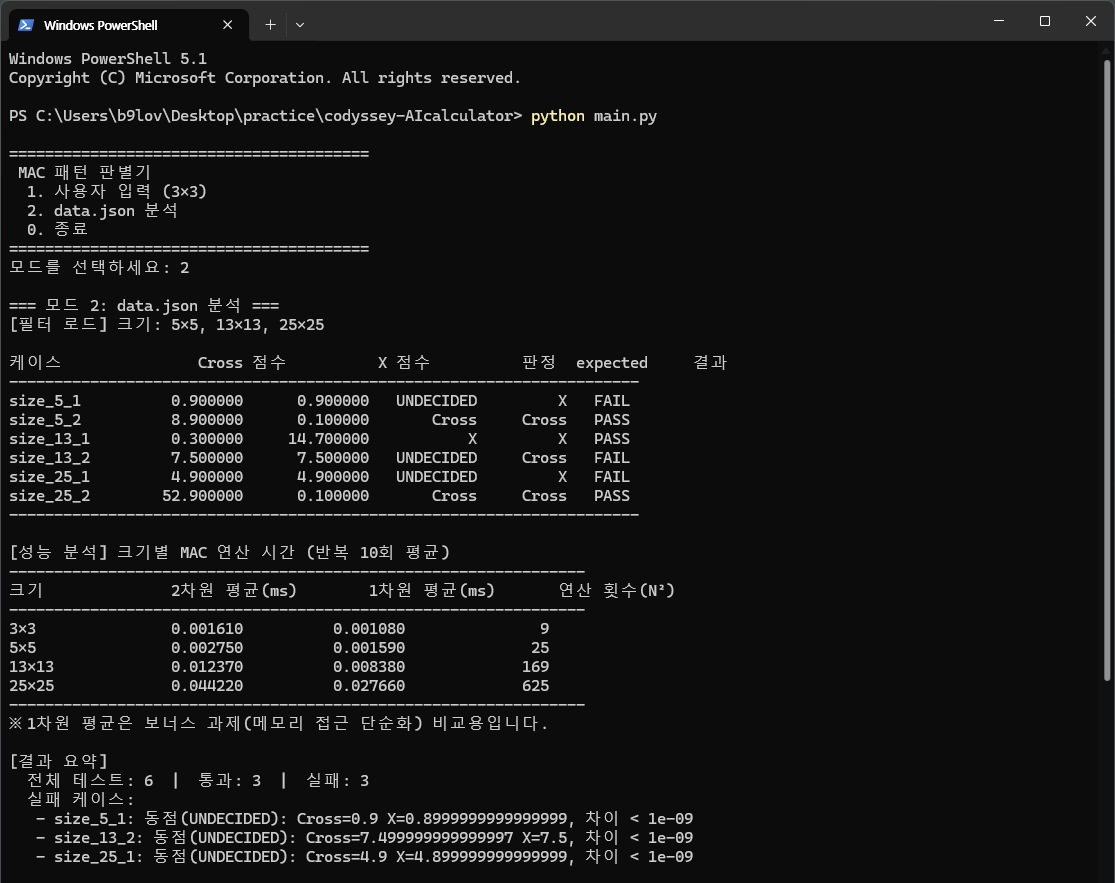 Windows PowerShell
Windows PowerShell 5.1
Copyright (C) Microsoft Corporation. All rights reserved.
PS C:\Users\b9lov\Desktop\practice\codyssey-AIcalculator> python main.py
========================================
MAC 패턴 판별기
1. 사용자 입력 (3×3)
2. data.json 분석
0. 종료
========================================
모드를 선택하세요: 2
=== 모드 2: data.json 분석 ===
[필터 로드] 크기: 5×5, 13×13, 25×25
케이스 Cross 점수 X 점수 판정 expected 결과
----------------------------------------------------------------------
size_5_1 0.900000 0.900000 UNDECIDED X FAIL
size_5_2 8.900000 0.100000 Cross Cross PASS
size_13_1 0.300000 14.700000 X X PASS
size_13_2 7.500000 7.500000 UNDECIDED Cross FAIL
size_25_1 4.900000 4.900000 UNDECIDED X FAIL
size_25_2 52.900000 0.100000 Cross Cross PASS
----------------------------------------------------------------------
[성능 분석] 크기별 MAC 연산 시간 (반복 10회 평균)
----------------------------------------------------------------
크기 2차원 평균(ms) 1차원 평균(ms) 연산 횟수(N²)
----------------------------------------------------------------
3×3 0.001610 0.001080 9
5×5 0.002750 0.001590 25
13×13 0.012370 0.008380 169
25×25 0.044220 0.027660 625
----------------------------------------------------------------
※ 1차원 평균은 보너스 과제(메모리 접근 단순화) 비교용입니다.
[결과 요약]
전체 테스트: 6 | 통과: 3 | 실패: 3
실패 케이스:
- size_5_1: 동점(UNDECIDED): Cross=0.9 X=0.8999999999999999, 차이 < 1e-09
- size_13_2: 동점(UNDECIDED): Cross=7.499999999999997 X=7.5, 차이 < 1e-09
- size_25_1: 동점(UNDECIDED): Cross=4.9 X=4.899999999999999, 차이 < 1e-09